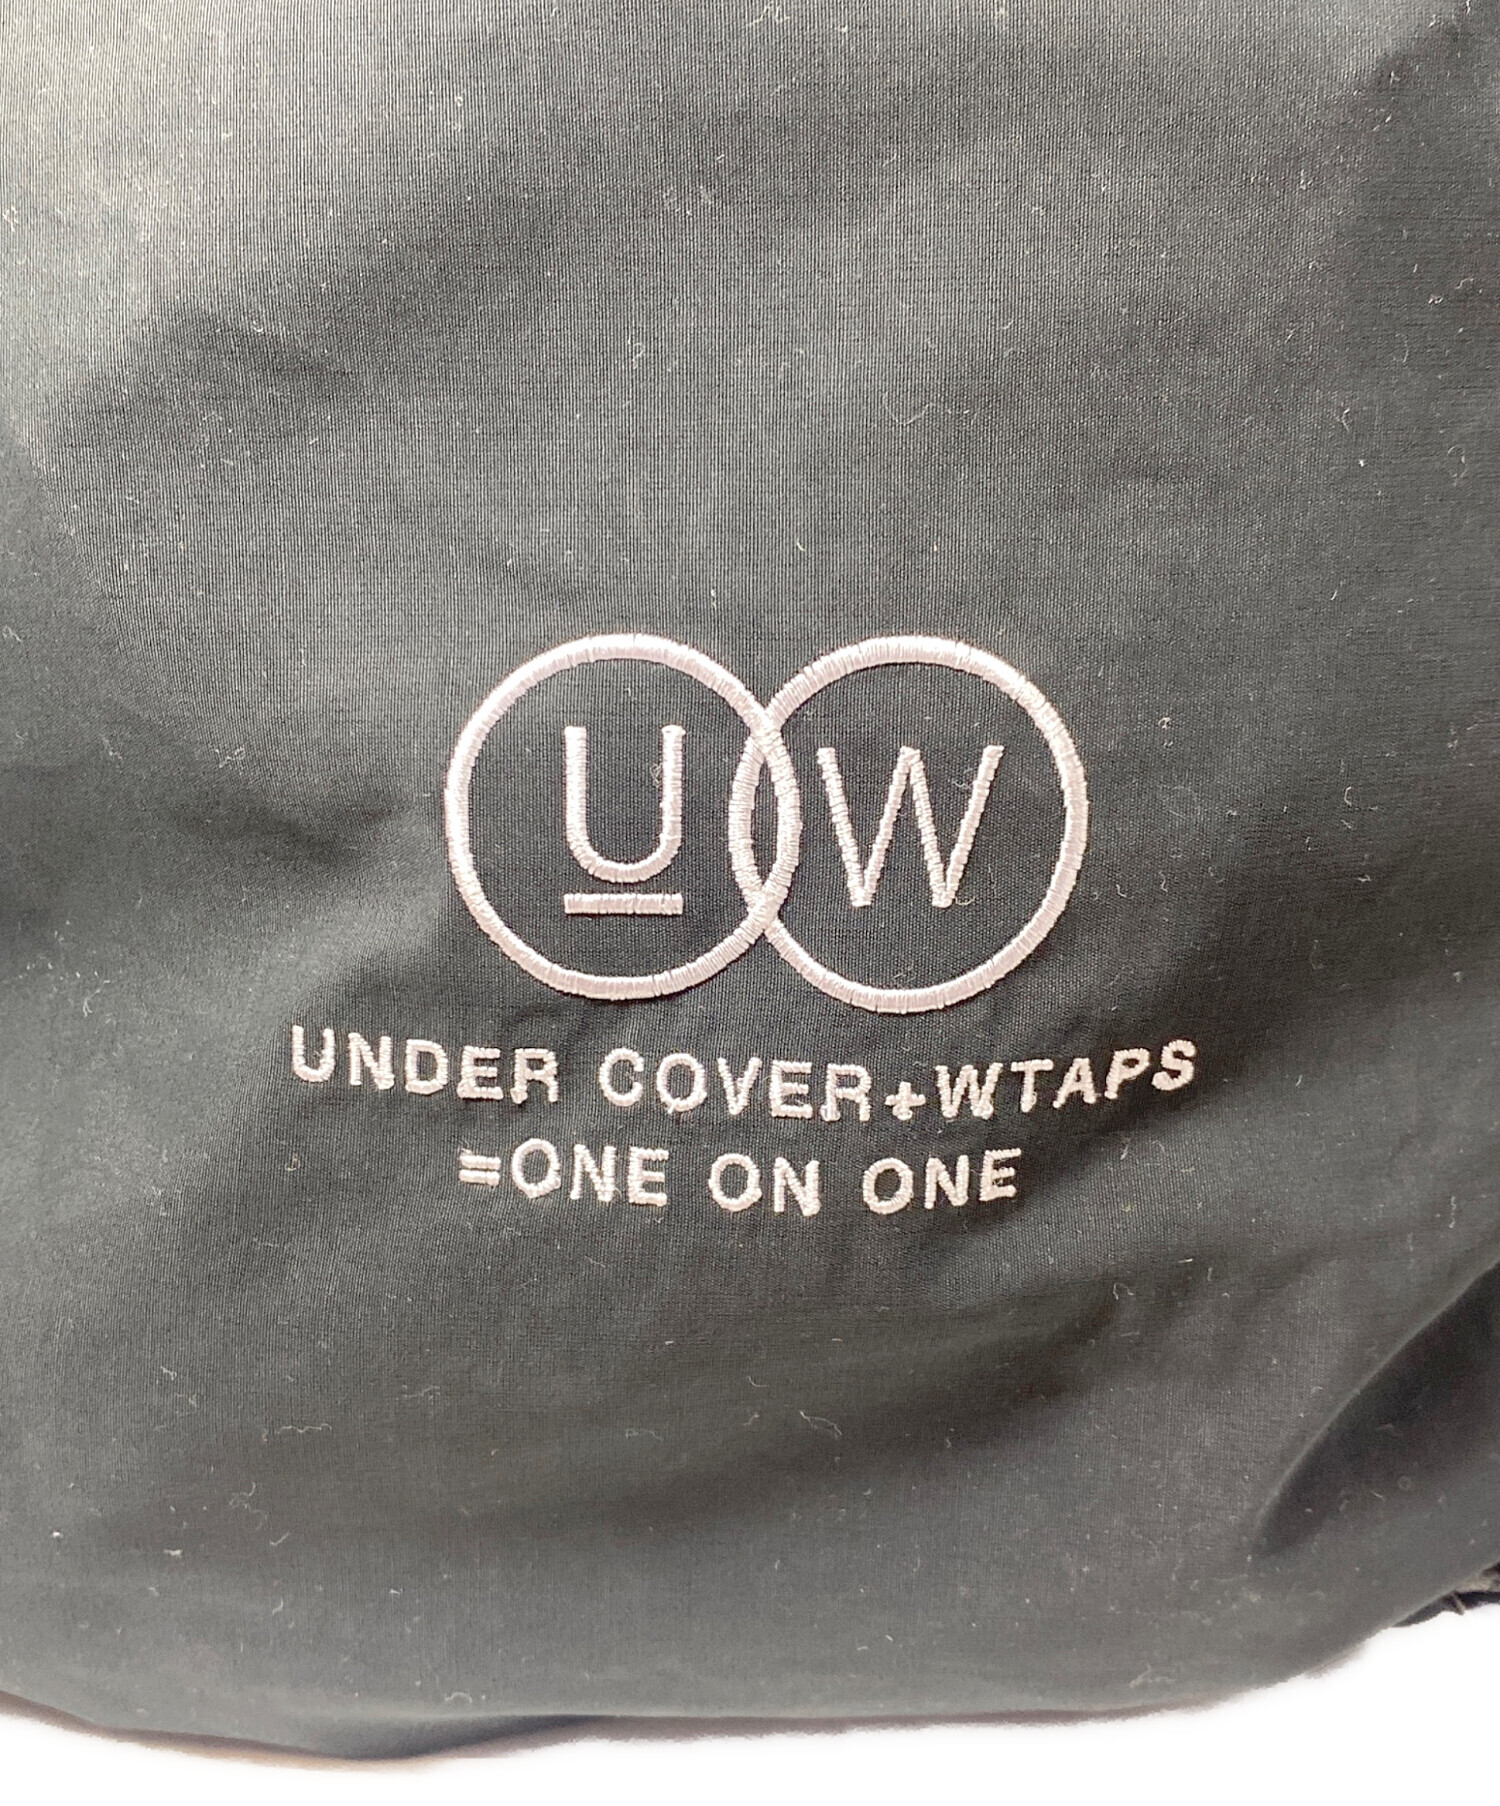 U W
UNDER COVER+WTAPS
=ONE ON ONE